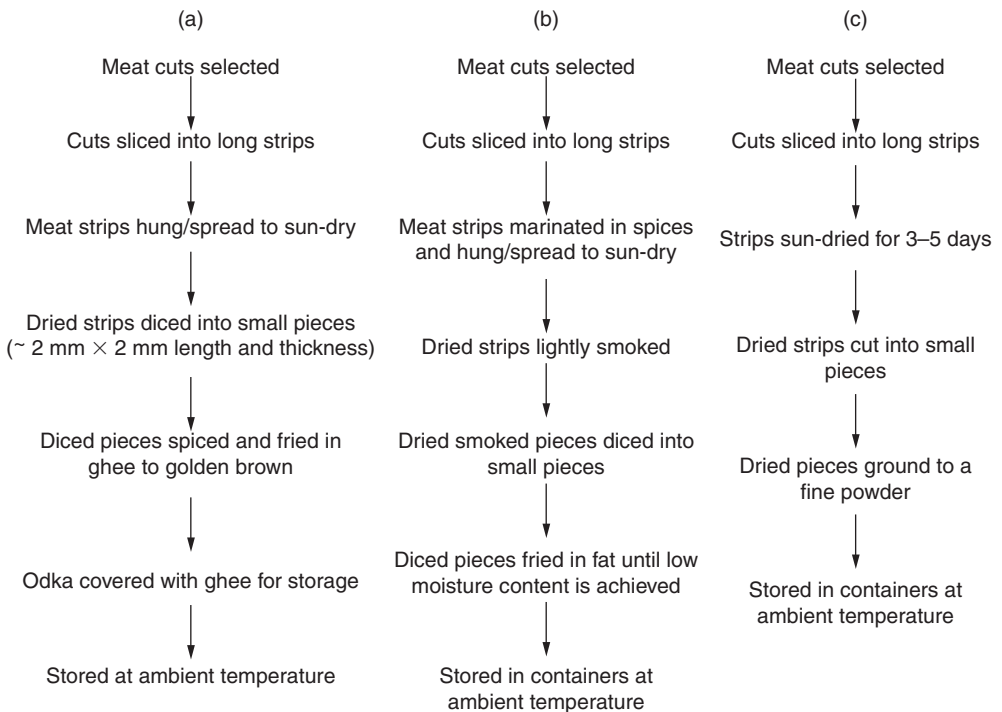 (a)
Meat cuts selected
Cuts sliced into long strips
Meat strips hung/spread to sun-dry
Dried strips diced into small pieces
(~ 2 mm × 2 mm length and thickness)
Diced pieces spiced and fried in
ghee to golden brown
Odka covered with ghee for storage
Stored at ambient temperature
(b)
Meat cuts selected
Cuts sliced into long strips
Meat strips marinated in spices
and hung/spread to sun-dry
Dried strips lightly smoked
Dried smoked pieces diced into
small pieces
Diced pieces fried in fat until low
moisture content is achieved
Stored in containers at
ambient temperature
(c)
Meat cuts selected
Cuts sliced into long strips
Strips sun-dried for 3–5 days
Dried strips cut into small
pieces
Dried pieces ground to a
fine powder
Stored in containers at
ambient temperature